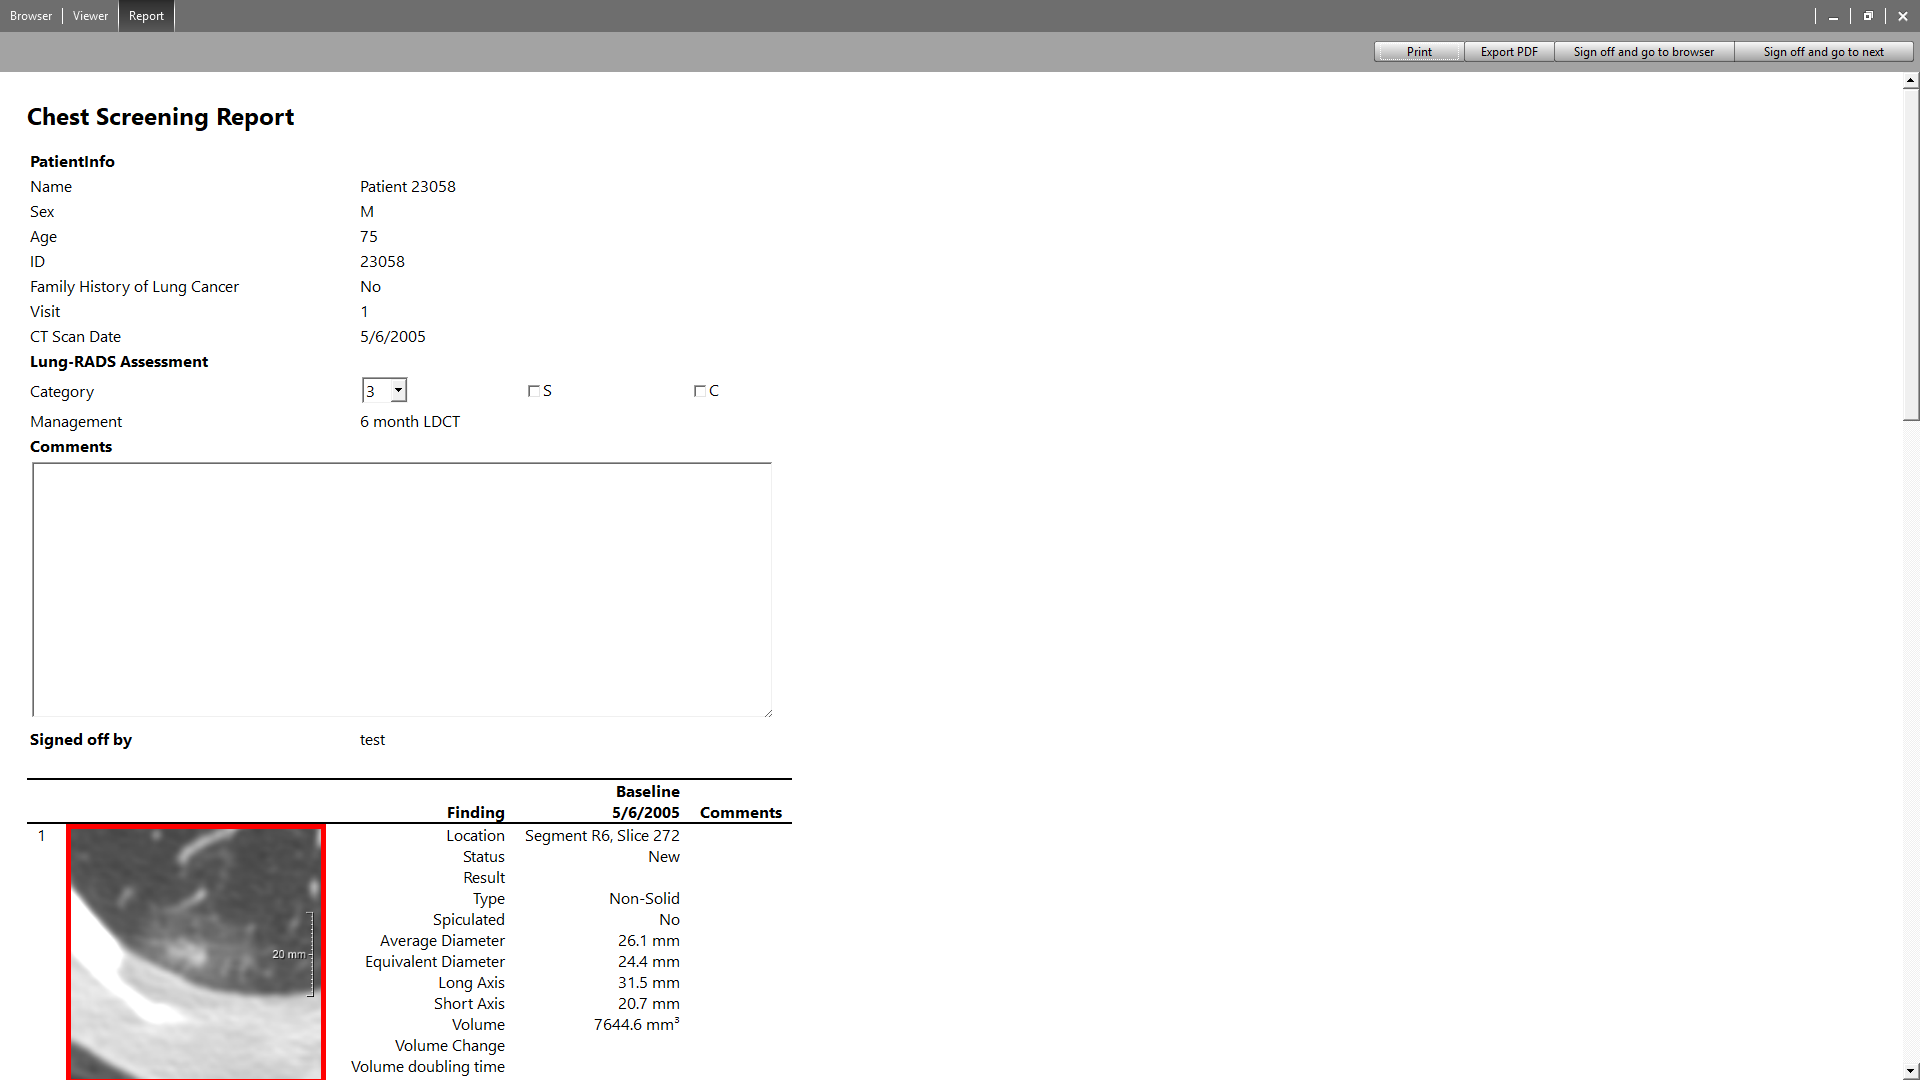 Browser Viewer Report
Print Export PDF Sign off and go to browser Sign off and go to next
Chest Screening Report
PatientInfo
Name Patient 23058
Sex M
Age 75
ID 23058
Family History of Lung Cancer No
Visit 1
CT Scan Date 5/6/2005
Lung-RADS Assessment
Category 3 S C
Management 6 month LDCT
Comments
Signed off by test
Baseline
Finding 5/6/2005 Comments
1 Location Segment R6, Slice 272
Status New
Result
Type Non-Solid
Spiculated No
Average Diameter 26.1 mm
20 mm
Equivalent Diameter 24.4 mm
Long Axis 31.5 mm
Short Axis 20.7 mm
Volume 7644.6 mm³
Volume Change
Volume doubling time